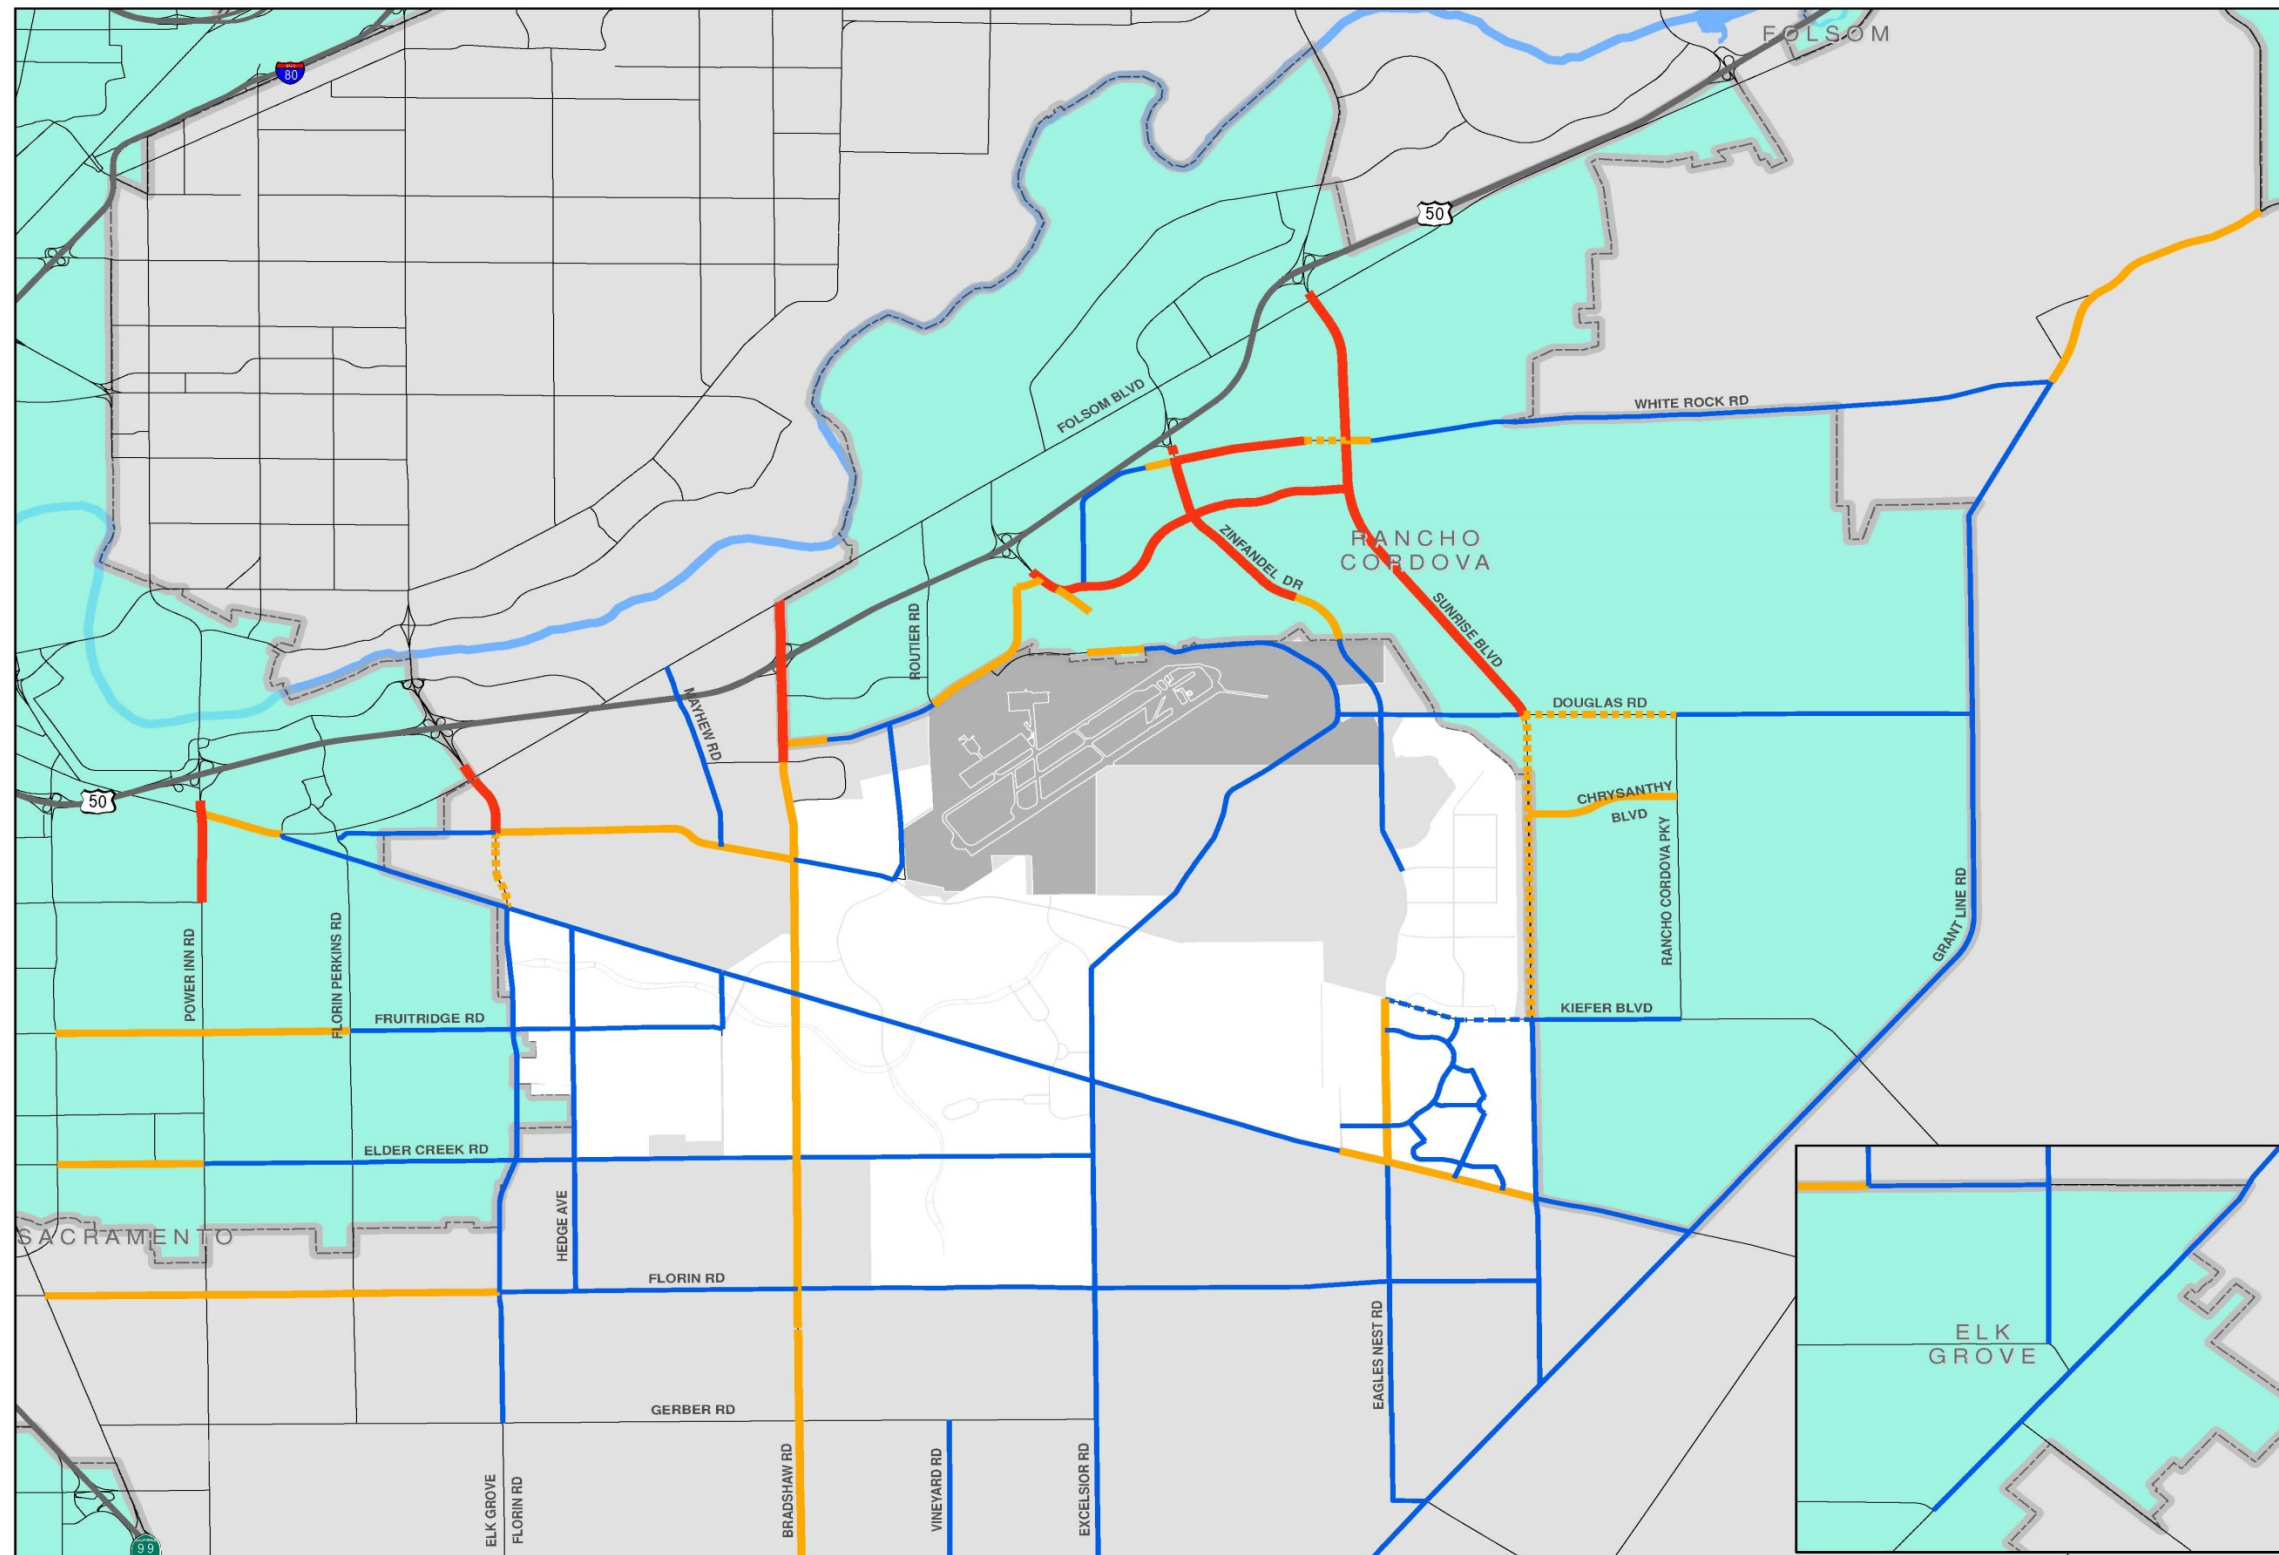 FOLSOM
80
50
WHITE ROCK RD
FOLSOM BLVD
ZINFANDEL DR
RANCHO
CORDOVA
SUNRISE BLVD
ROUTIER RD
MAYHEW RD
DOUGLAS RD
50
CHRYSANTHY
BLVD
RANCHO CORDOVA PKY
GRANT LINE RD
POWER INN RD
FLORIN PERKINS RD
FRUITRIDGE RD
KIEFER BLVD
ELDER CREEK RD
HEDGE AVE
SACRAMENTO
FLORIN RD
EAGLES NEST RD
ELK
GROVE
GERBER RD
ELK GROVE
FLORIN RD
BRADSHAW RD
VINEYARD RD
EXCELSIOR RD
99